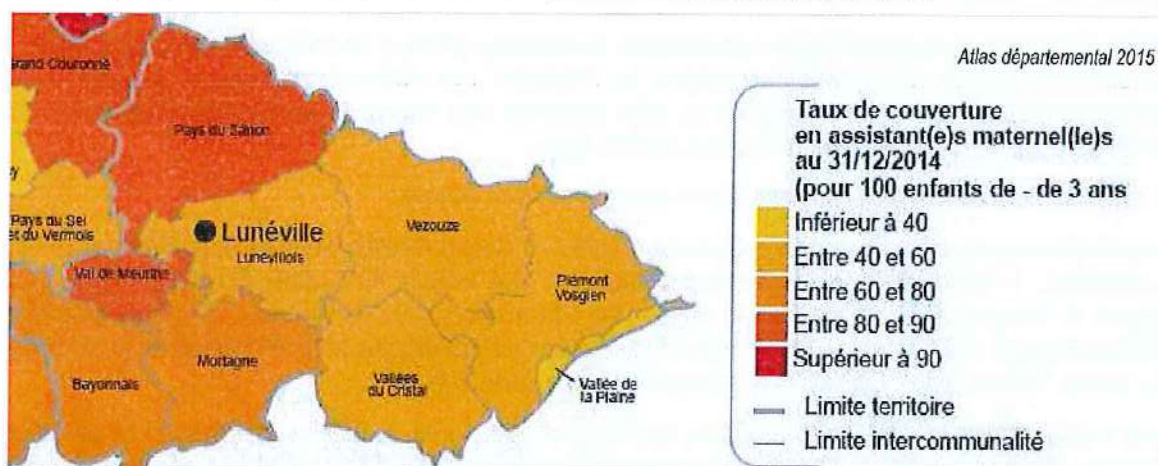 Atlas départemental 2015
Grand Couronné
Pays du Sânon
Pays du Sel
et du Vermois
Lunéville
Lunévillois
Vezouze
Val de Meurthe
Piémont
Vosgien
Bayonnais
Mortagne
Vallées
du Cristal
Vallée de
la Plaine
Taux de couverture
en assistant(e)s maternel(le)s
au 31/12/2014
(pour 100 enfants de - de 3 ans
Inférieur à 40
Entre 40 et 60
Entre 60 et 80
Entre 80 et 90
Supérieur à 90
Limite territoire
Limite intercommunalité